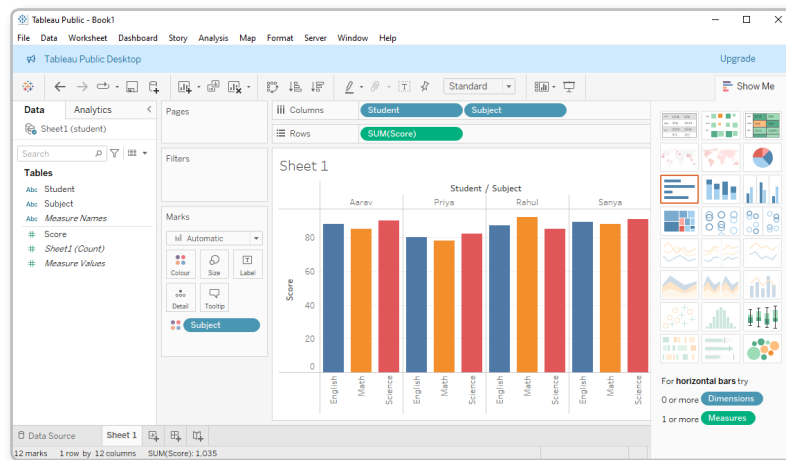 Tableau Public - Book1
File Data Worksheet Dashboard Story Analysis Map Format Server Window Help
Tableau Public Desktop Upgrade
Standard Show Me
Data Analytics
Sheet1 (student)
Search
Tables
Abc Student
Abc Subject
Abc Measure Names
# Score
# Sheet1 (Count)
# Measure Values
Pages
Filters
Marks
Automatic
Colour Size Label
Detail Tooltip
Subject
Columns Student Subject
Rows SUM(Score)
Sheet 1
Student / Subject
Aarav Priya Rahul Sanya
Score
80
60
40
20
0
English Math Science English Math Science English Math Science English Math Science
For horizontal bars try
0 or more Dimensions
1 or more Measures
Data Source Sheet 1
12 marks 1 row by 12 columns SUM(Score): 1,035